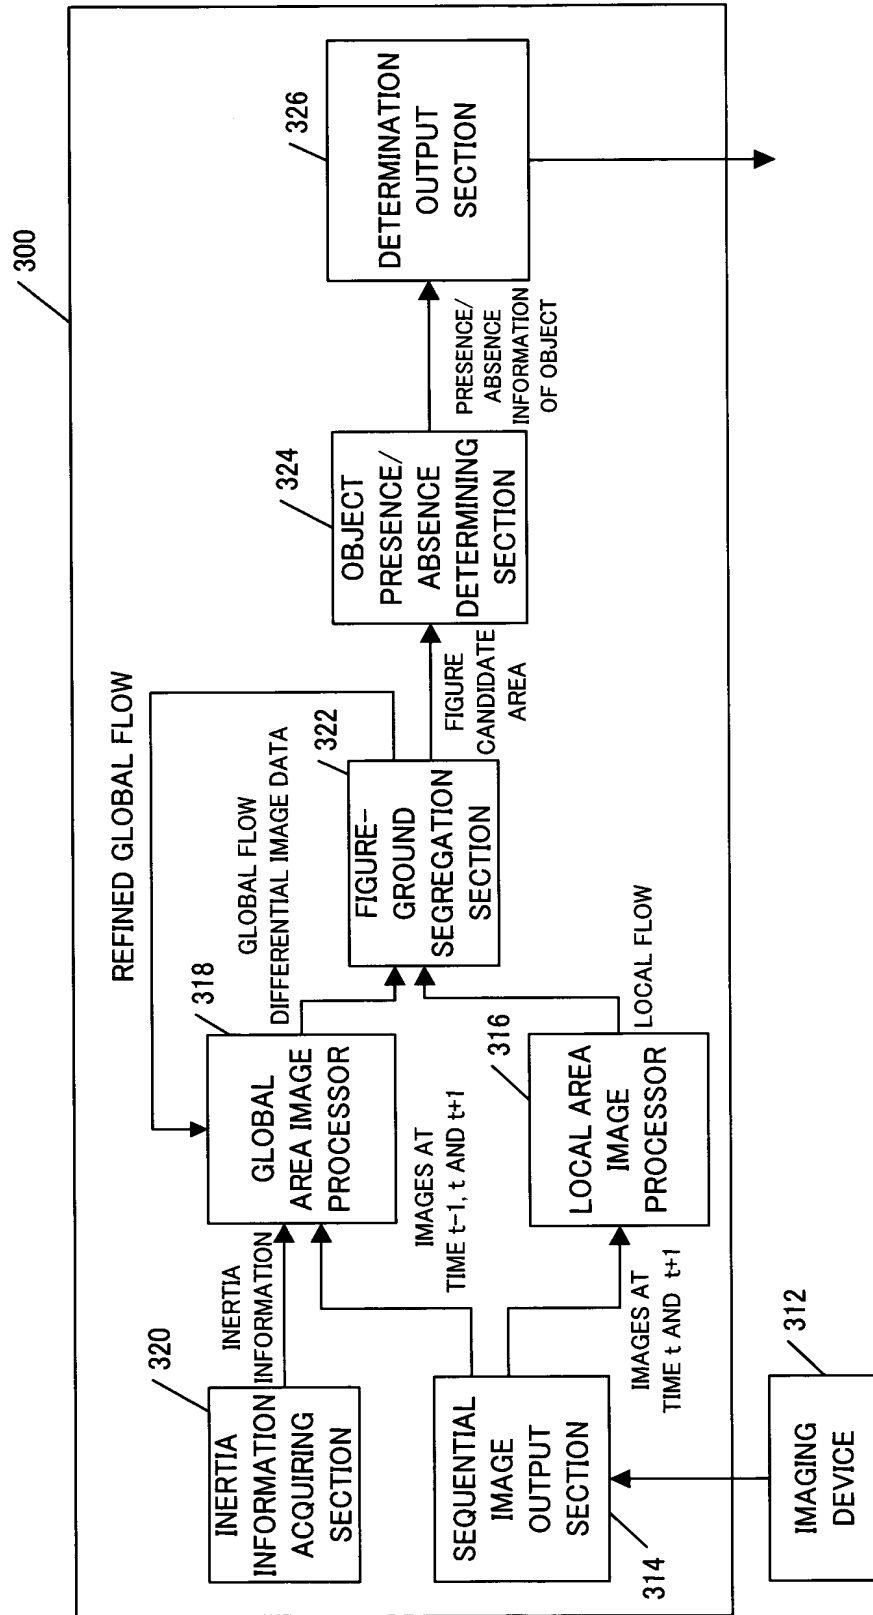 300
REFINED GLOBAL FLOW
320
INERTIA
INFORMATION
ACQUIRING
SECTION
INERTIA
INFORMATION
318
GLOBAL
AREA IMAGE
PROCESSOR
GLOBAL FLOW
DIFFERENTIAL IMAGE DATA
322
FIGURE-
GROUND
SEGREGATION
SECTION
FIGURE
CANDIDATE
AREA
324
OBJECT
PRESENCE/
ABSENCE
DETERMINING
SECTION
PRESENCE/
ABSENCE
INFORMATION
OF OBJECT
326
DETERMINATION
OUTPUT
SECTION
SEQUENTIAL
IMAGE
OUTPUT
SECTION
314
IMAGES AT
TIME t-1, t AND t+1
IMAGES AT
TIME t AND t+1
316
LOCAL AREA
IMAGE
PROCESSOR
LOCAL FLOW
312
IMAGING
DEVICE